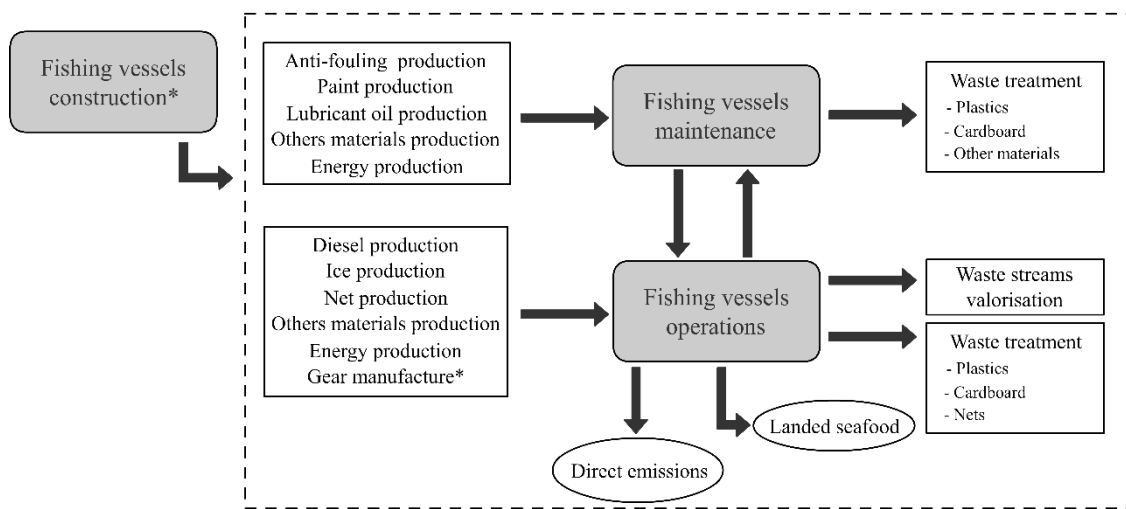 Fishing vessels
construction*
Anti-fouling production
Paint production
Lubricant oil production
Others materials production
Energy production
Fishing vessels
maintenance
Waste treatment
- Plastics
- Cardboard
- Other materials
Diesel production
Ice production
Net production
Others materials production
Energy production
Gear manufacture*
Fishing vessels
operations
Waste streams
valorisation
Waste treatment
- Plastics
- Cardboard
- Nets
Landed seafood
Direct emissions